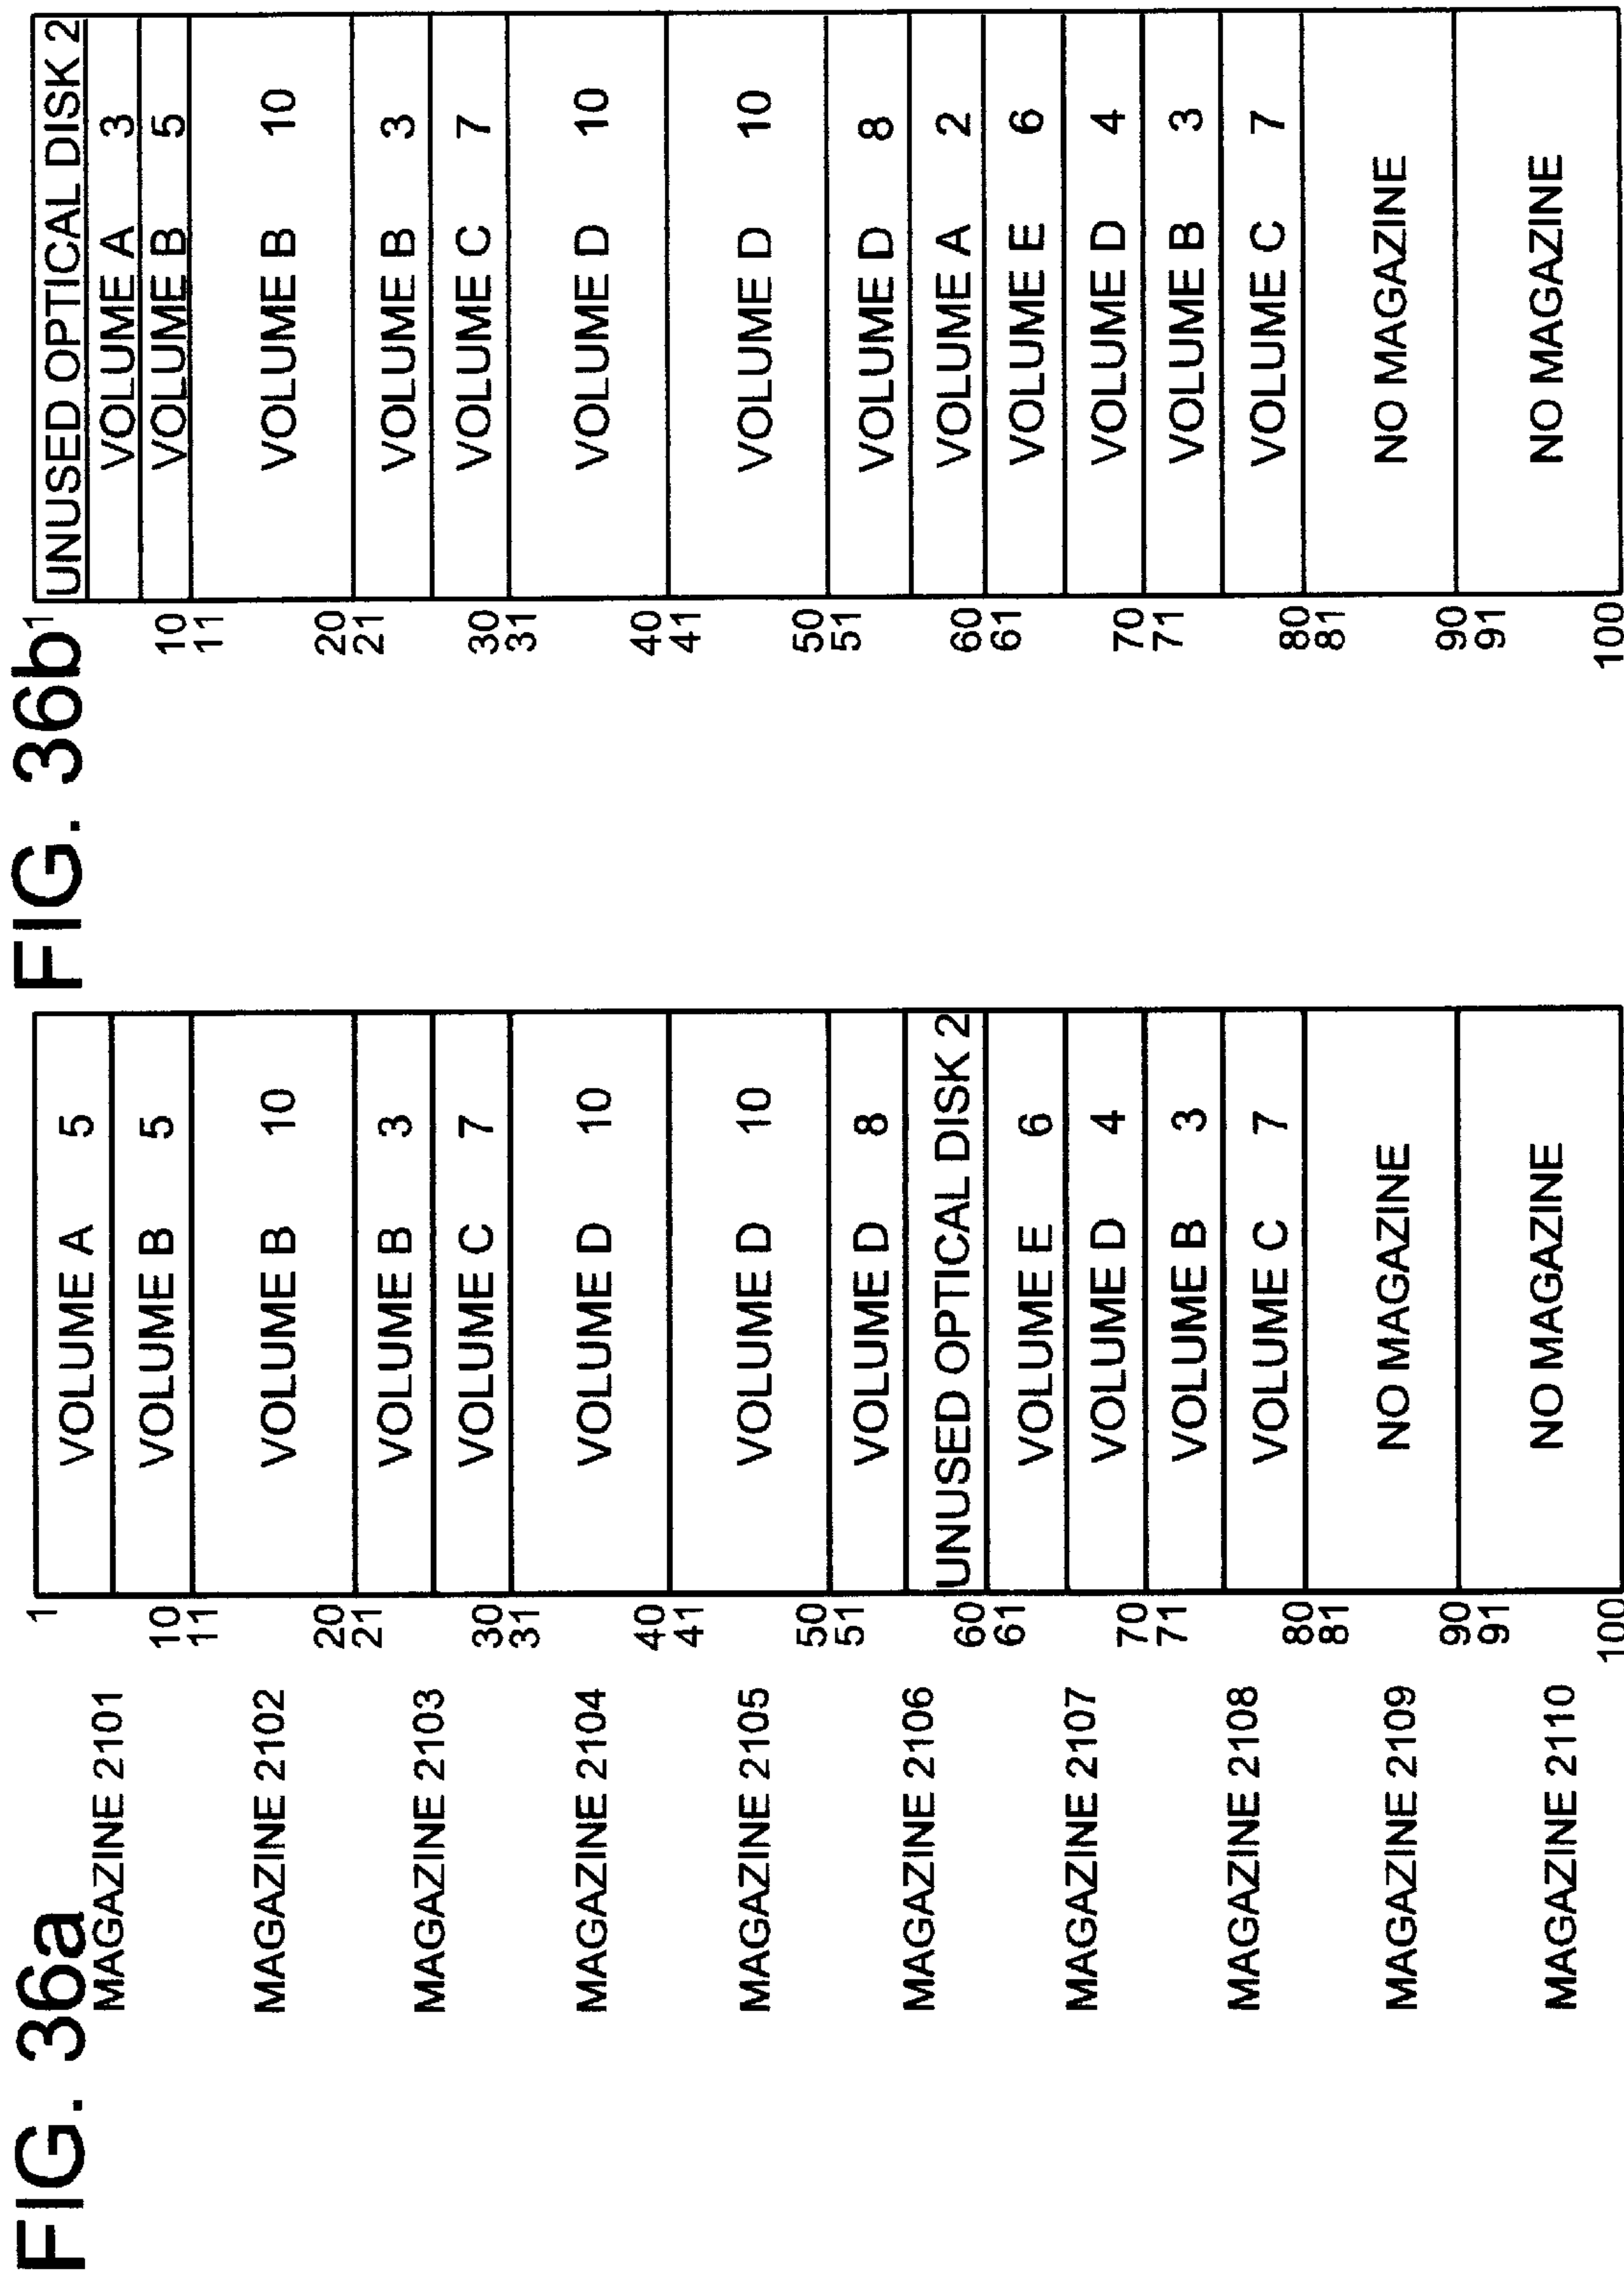 FIG. 36a
MAGAZINE 2101
MAGAZINE 2102
MAGAZINE 2103
MAGAZINE 2104
MAGAZINE 2105
MAGAZINE 2106
MAGAZINE 2107
MAGAZINE 2108
MAGAZINE 2109
MAGAZINE 2110
1
10
11
20
21
30
31
40
41
50
51
60
61
70
71
80
81
90
91
100
VOLUME A 5
VOLUME B 5
VOLUME B 10
VOLUME B 3
VOLUME C 7
VOLUME D 10
VOLUME D 10
VOLUME D 8
UNUSED OPTICAL DISK 2
VOLUME E 6
VOLUME D 4
VOLUME B 3
VOLUME C 7
NO MAGAZINE
NO MAGAZINE
FIG. 36b
1
10
11
20
21
30
31
40
41
50
51
60
61
70
71
80
81
90
91
100
UNUSED OPTICAL DISK 2
VOLUME A 3
VOLUME B 5
VOLUME B 10
VOLUME B 3
VOLUME C 7
VOLUME D 10
VOLUME D 10
VOLUME D 8
VOLUME A 2
VOLUME E 6
VOLUME D 4
VOLUME B 3
VOLUME C 7
NO MAGAZINE
NO MAGAZINE